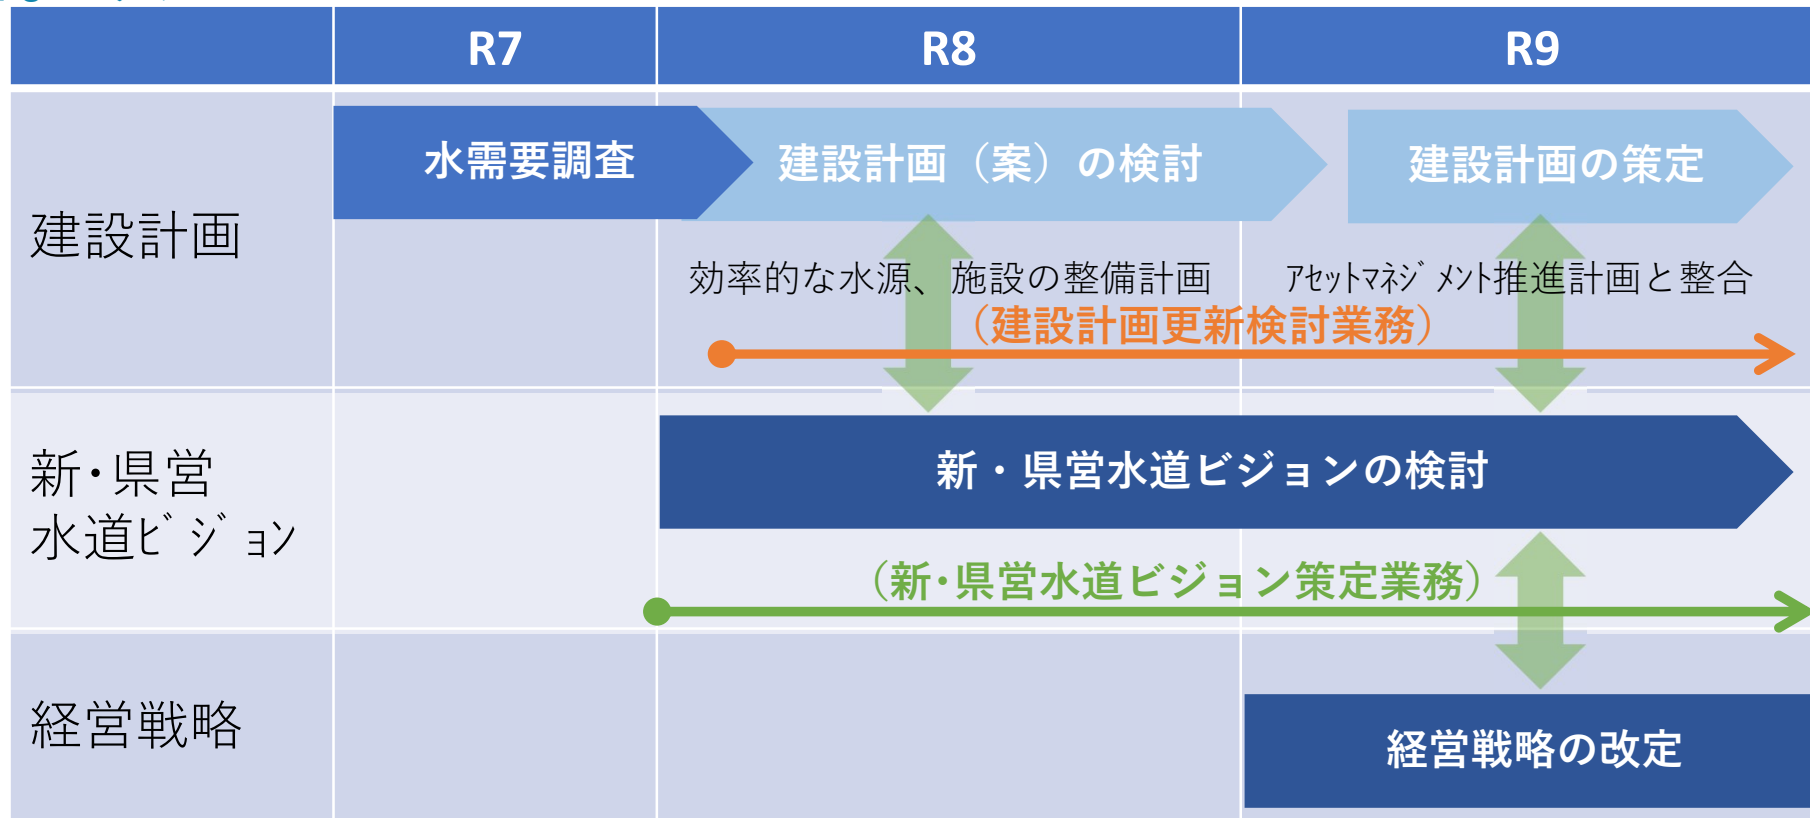 R7 R8 R9
水需要調査 建設計画（案）の検討 建設計画の策定
建設計画
効率的な水源、施設の整備計画 ｱｾｯﾄﾏﾈｼﾞﾒﾝﾄ推進計画と整合
（建設計画更新検討業務）
新・県営
水道ﾋﾞｼﾞｮﾝ
新・県営水道ビジョンの検討
（新・県営水道ビジョン策定業務）
経営戦略
経営戦略の改定